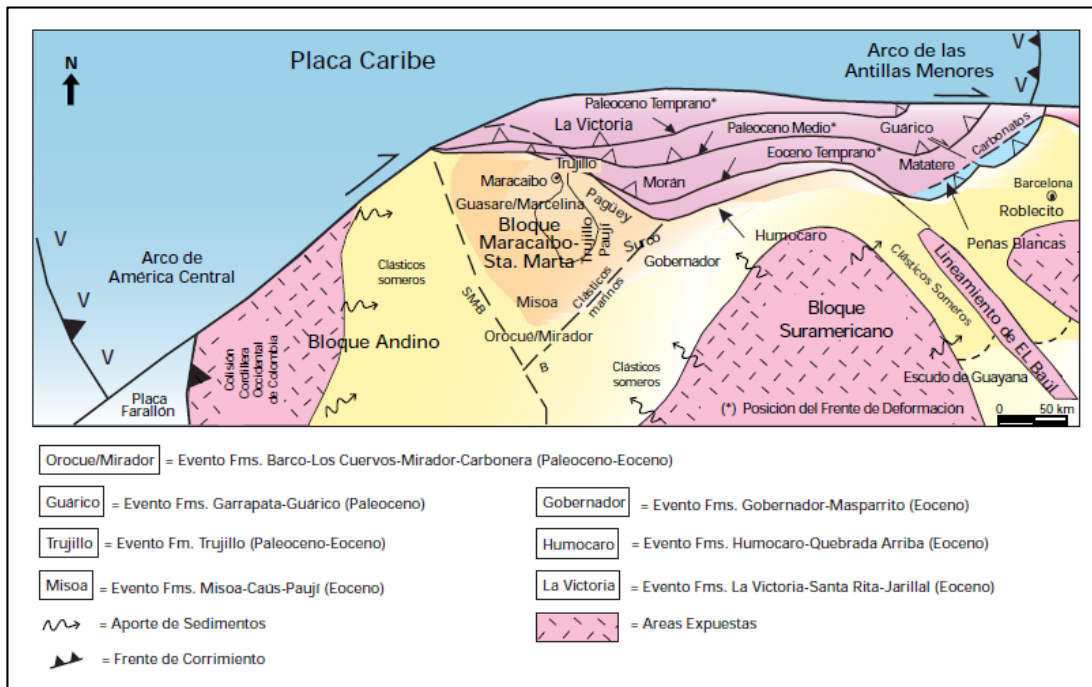 N
Placa Caribe
Arco de las
Antillas Menores
V
V
Paleoceno Temprano*
La Victoria
Paleoceno Medio*
Guárico
Carbonatos
Eoceno Temprano*
Matatere
Trujillo
Maracaibo
Morán
Barcelona
Guasare/Marcelina
Pagüey
Roblecito
Bloque
Maracaibo-
Sta. Marta
Trujillo
Paují
Surco
Humocaro
Peñas Blancas
Gobernador
V
Arco de
América Central
V
V
Clásticos
someros
Clásticos
marinos
Misoa
SM-B
Clásticos Someros
Lineamiento de EL Baúl
Bloque
Suramericano
Orocue/Mirador
Bloque Andino
B
Colisión
Cordillera
Occidental
de Colombia
Clásticos
someros
Escudo de Guayana
Placa
Farallón
(*) Posición del Frente de Deformación
0 50 km
Orocue/Mirador = Evento Fms. Barco-Los Cuervos-Mirador-Carbonera (Paleoceno-Eoceno)
Guárico = Evento Fms. Garrapata-Guárico (Paleoceno)
Gobernador = Evento Fms. Gobernador-Masparrito (Eoceno)
Trujillo = Evento Fm. Trujillo (Paleoceno-Eoceno)
Humocaro = Evento Fms. Humocaro-Quebrada Arriba (Eoceno)
Misoa = Evento Fms. Misoa-Caús-Paují (Eoceno)
La Victoria = Evento Fms. La Victoria-Santa Rita-Jarillal (Eoceno)
= Aporte de Sedimentos
= Areas Expuestas
= Frente de Corrimiento